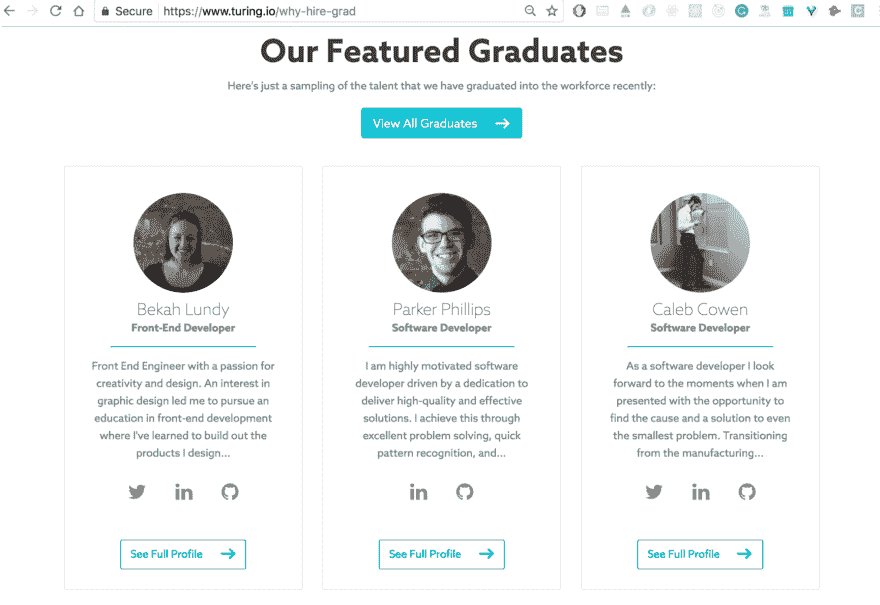 Secure https://www.turing.io/why-hire-grad
Our Featured Graduates
Here's just a sampling of the talent that we have graduated into the workforce recently:
View All Graduates
Bekah Lundy
Front-End Developer
Front End Engineer with a passion for
creativity and design. An interest in
graphic design led me to pursue an
education in front-end development
where I've learned to build out the
products I design...
See Full Profile
Parker Phillips
Software Developer
I am highly motivated software
developer driven by a dedication to
deliver high-quality and effective
solutions. I achieve this through
excellent problem solving, quick
pattern recognition, and...
in
See Full Profile
Caleb Cowen
Software Developer
As a software developer I look
forward to the moments when I am
presented with the opportunity to
find the cause and a solution to even
the smallest problem. Transitioning
from the manufacturing...
See Full Profile